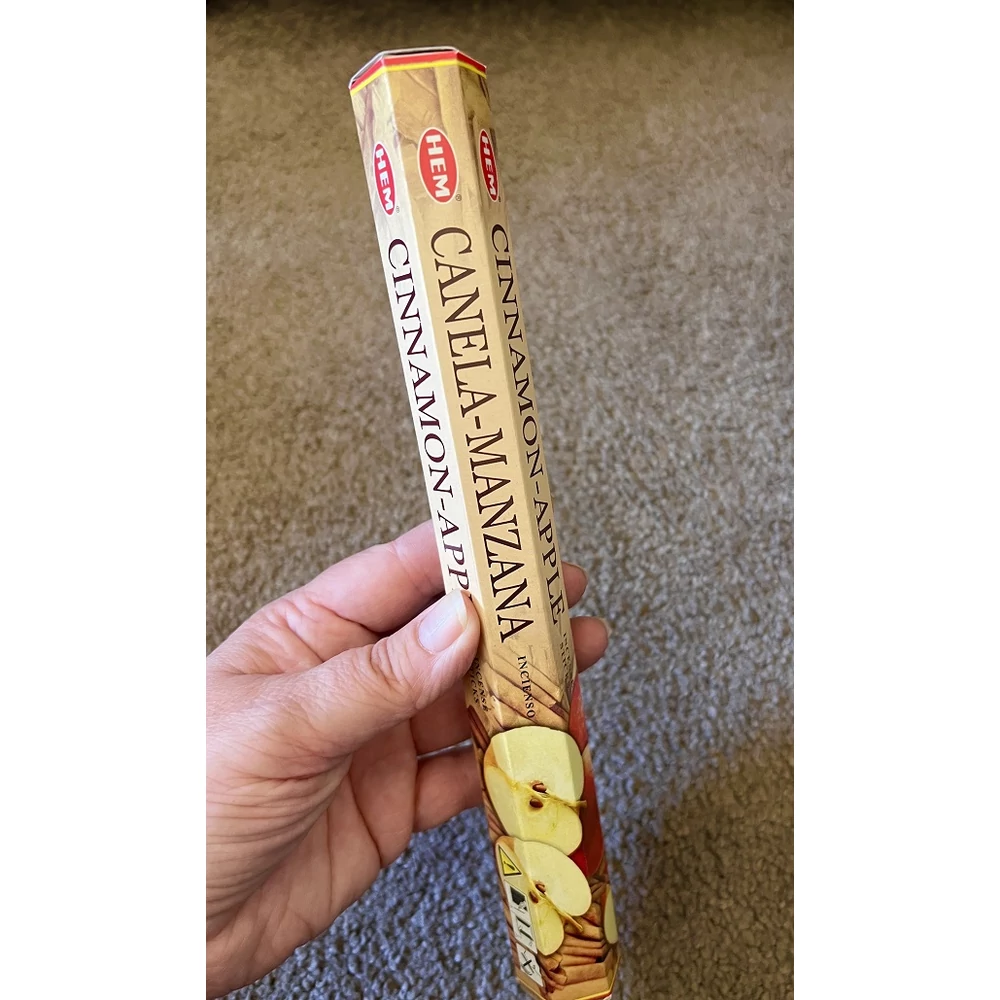 HEM
CINNAMON-APP
HEM
CANELA-MANZANA
INCIENSO
HEM
CINNAMON-APPLE